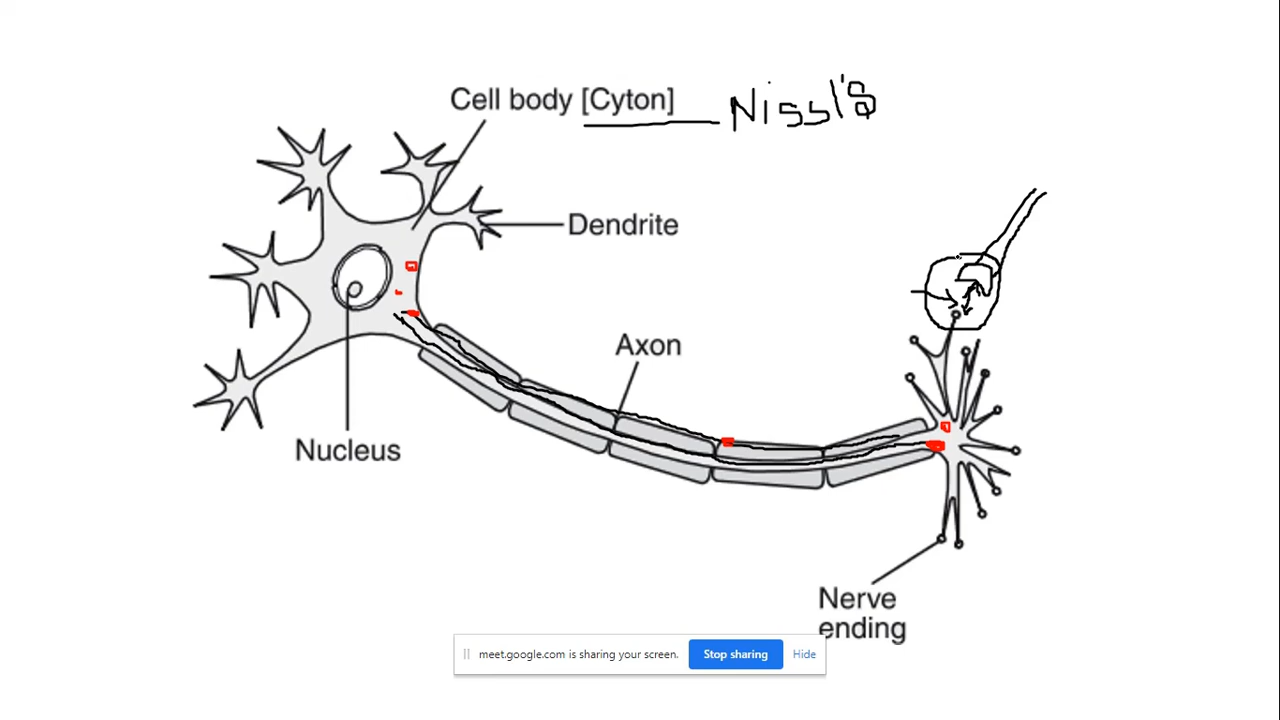 Cell body [Cyton] Nissl's
Dendrite
Axon
Nucleus
Nerve
ending
meet.google.com is sharing your screen. Stop sharing Hide